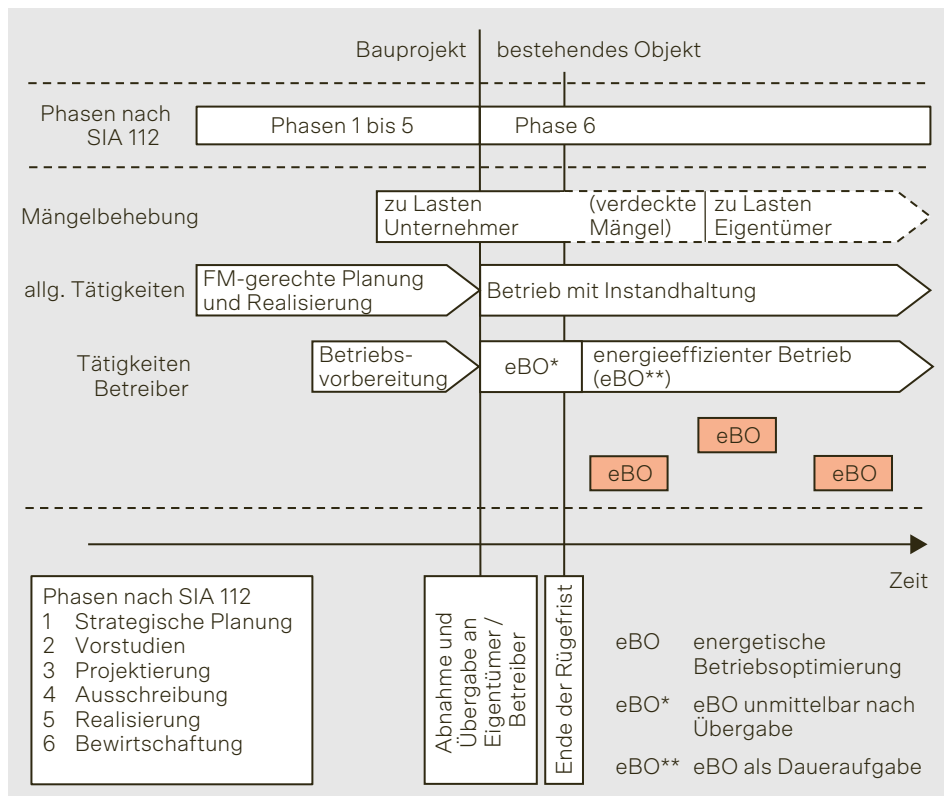 Bauprojekt
bestehendes Objekt
Phasen nach
SIA 112
Phasen 1 bis 5
Phase 6
Mängelbehebung
zu Lasten
Unternehmer
(verdeckte
Mängel)
zu Lasten
Eigentümer
allg. Tätigkeiten
FM-gerechte Planung
und Realisierung
Betrieb mit Instandhaltung
Tätigkeiten
Betreiber
Betriebs-
vorbereitung
eBO*
energieeffizienter Betrieb
(eBO**)
eBO
eBO
eBO
Zeit
Phasen nach SIA 112
1 Strategische Planung
2 Vorstudien
3 Projektierung
4 Ausschreibung
5 Realisierung
6 Bewirtschaftung
Abnahme und
Übergabe an
Eigentümer /
Betreiber
Ende der Rügefrist
eBO energetische
Betriebsoptimierung
eBO* eBO unmittelbar nach
Übergabe
eBO** eBO als Daueraufgabe